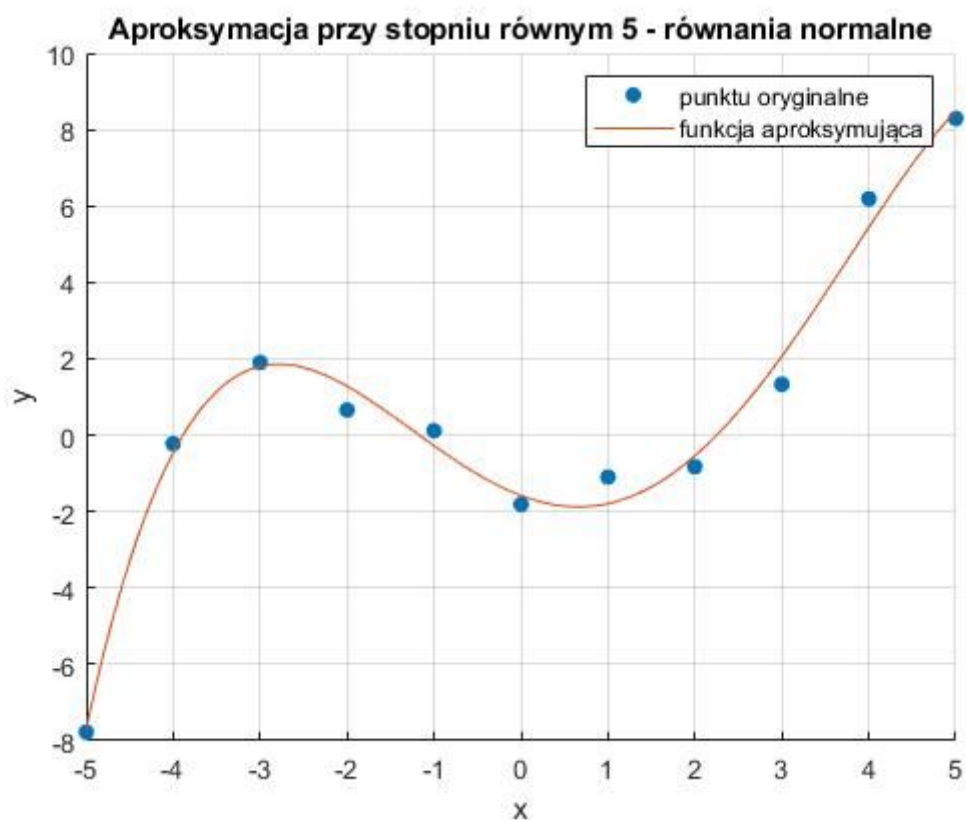 Aproksymacja przy stopniu równym 5 - równania normalne
punktu oryginalne
funkcja aproksymująca
10
8
6
4
2
0
-2
-4
-6
-8
y
-5 -4 -3 -2 -1 0 1 2 3 4 5
x